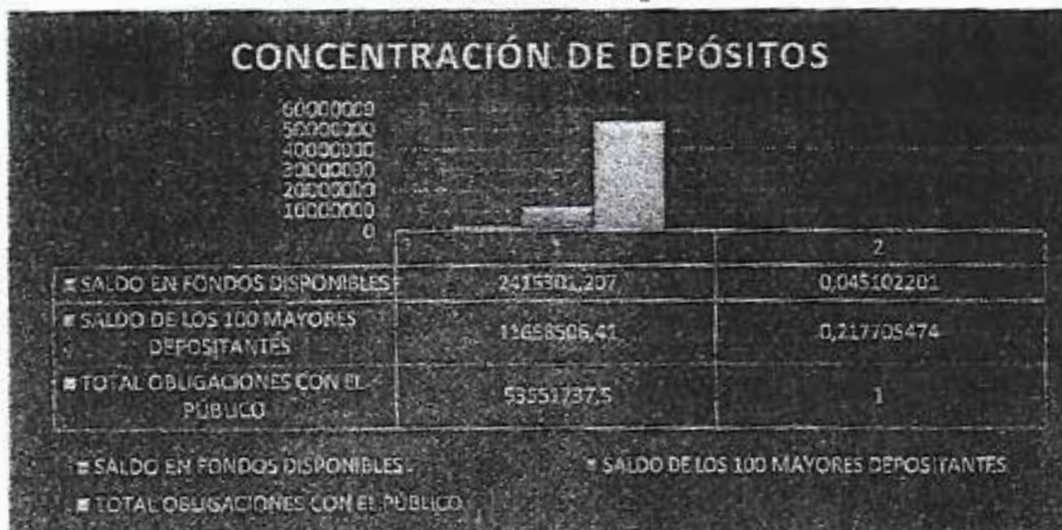 CONCENTRACIÓN DE DEPÓSITOS
60000000
50000000
40000000
30000000
20000000
10000000
0
1 2
SALDO EN FONDOS DISPONIBLES 2415301,207 0,045102201
SALDO DE LOS 100 MAYORES DEPOSITANTES 11658506,41 0,217705474
TOTAL OBLIGACIONES CON EL PÚBLICO 53551737,5 1
SALDO EN FONDOS DISPONIBLES SALDO DE LOS 100 MAYORES DEPOSITANTES
TOTAL OBLIGACIONES CON EL PÚBLICO